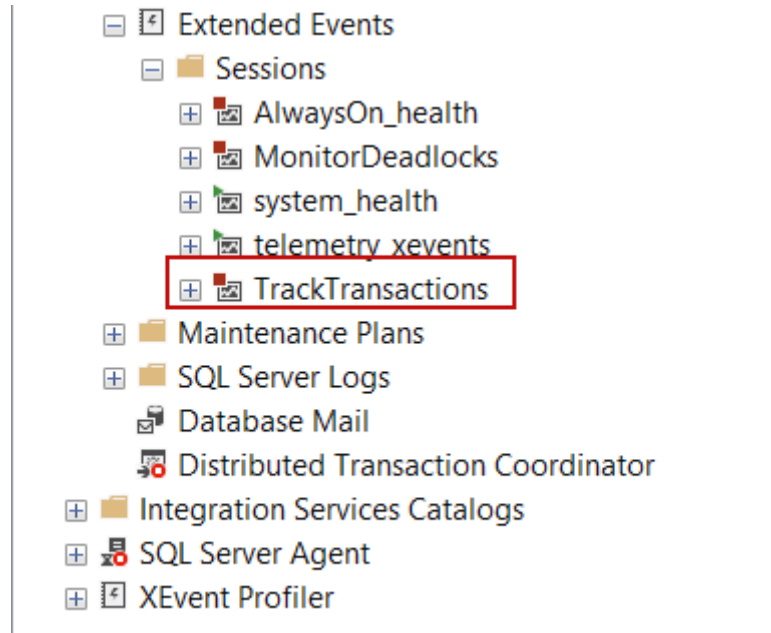 Extended Events
Sessions
AlwaysOn_health
MonitorDeadlocks
system_health
telemetry_xevents
TrackTransactions
Maintenance Plans
SQL Server Logs
Database Mail
Distributed Transaction Coordinator
Integration Services Catalogs
SQL Server Agent
XEvent Profiler